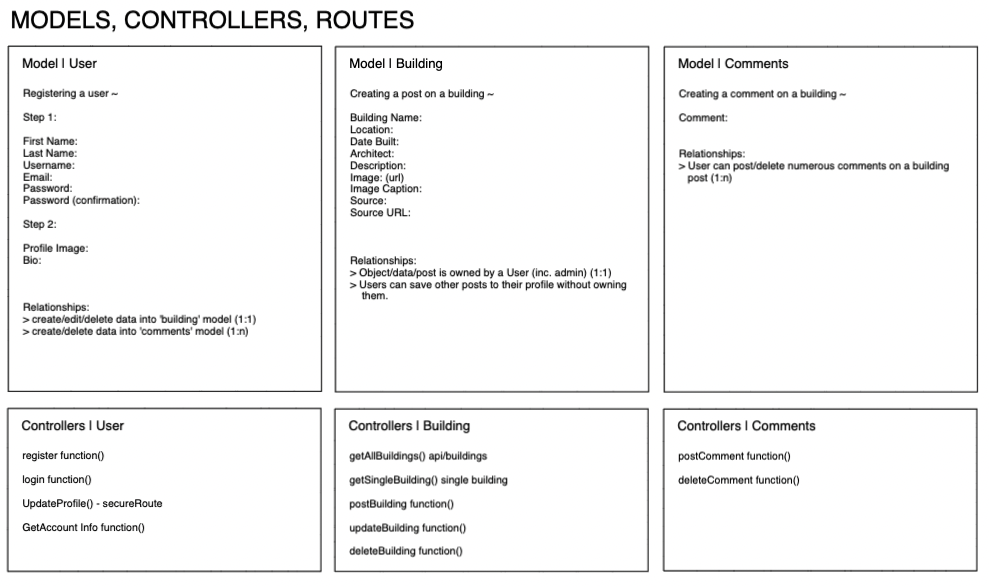 MODELS, CONTROLLERS, ROUTES
Model | User
Registering a user ~
Step 1:
First Name:
Last Name:
Username:
Email:
Password:
Password (confirmation):
Step 2:
Profile Image:
Bio:
Relationships:
> create/edit/delete data into 'building' model (1:1)
> create/delete data into 'comments' model (1:n)
Model | Building
Creating a post on a building ~
Building Name:
Location:
Date Built:
Architect:
Description:
Image: (url)
Image Caption:
Source:
Source URL:
Relationships:
> Object/data/post is owned by a User (inc. admin) (1:1)
> Users can save other posts to their profile without owning
them.
Model | Comments
Creating a comment on a building ~
Comment:
Relationships:
> User can post/delete numerous comments on a building
post (1:n)
Controllers | User
register function()
login function()
UpdateProfile() - secureRoute
GetAccount Info function()
Controllers | Building
getAllBuildings() api/buildings
getSingleBuilding() single building
postBuilding function()
updateBuilding function()
deleteBuilding function()
Controllers | Comments
postComment function()
deleteComment function()